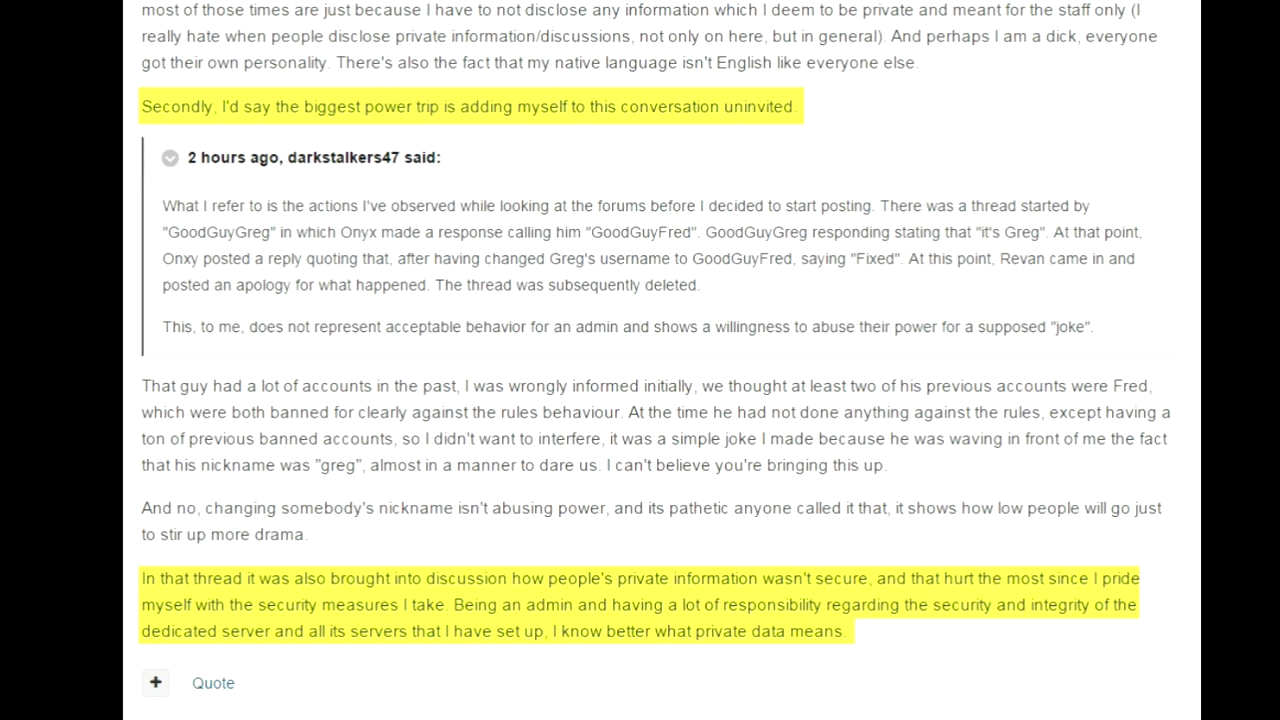 most of those times are just because I have to not disclose any information which I deem to be private and meant for the staff only (I
really hate when people disclose private information/discussions, not only on here, but in general). And perhaps I am a dick, everyone
got their own personality. There's also the fact that my native language isn't English like everyone else.
Secondly, I'd say the biggest power trip is adding myself to this conversation uninvited.
2 hours ago, darkstalkers47 said:
What I refer to is the actions I've observed while looking at the forums before I decided to start posting. There was a thread started by
"GoodGuyGreg" in which Onyx made a response calling him "GoodGuyFred". GoodGuyGreg responding stating that "it's Greg". At that point,
Onxy posted a reply quoting that, after having changed Greg's username to GoodGuyFred, saying "Fixed". At this point, Revan came in and
posted an apology for what happened. The thread was subsequently deleted.
This, to me, does not represent acceptable behavior for an admin and shows a willingness to abuse their power for a supposed "joke".
That guy had a lot of accounts in the past, I was wrongly informed initially, we thought at least two of his previous accounts were Fred,
which were both banned for clearly against the rules behaviour. At the time he had not done anything against the rules, except having a
ton of previous banned accounts, so I didn't want to interfere, it was a simple joke I made because he was waving in front of me the fact
that his nickname was "greg", almost in a manner to dare us. I can't believe you're bringing this up.
And no, changing somebody's nickname isn't abusing power, and its pathetic anyone called it that, it shows how low people will go just
to stir up more drama.
In that thread it was also brought into discussion how people's private information wasn't secure, and that hurt the most since I pride
myself with the security measures I take. Being an admin and having a lot of responsibility regarding the security and integrity of the
dedicated server and all its servers that I have set up, I know better what private data means.
+ Quote